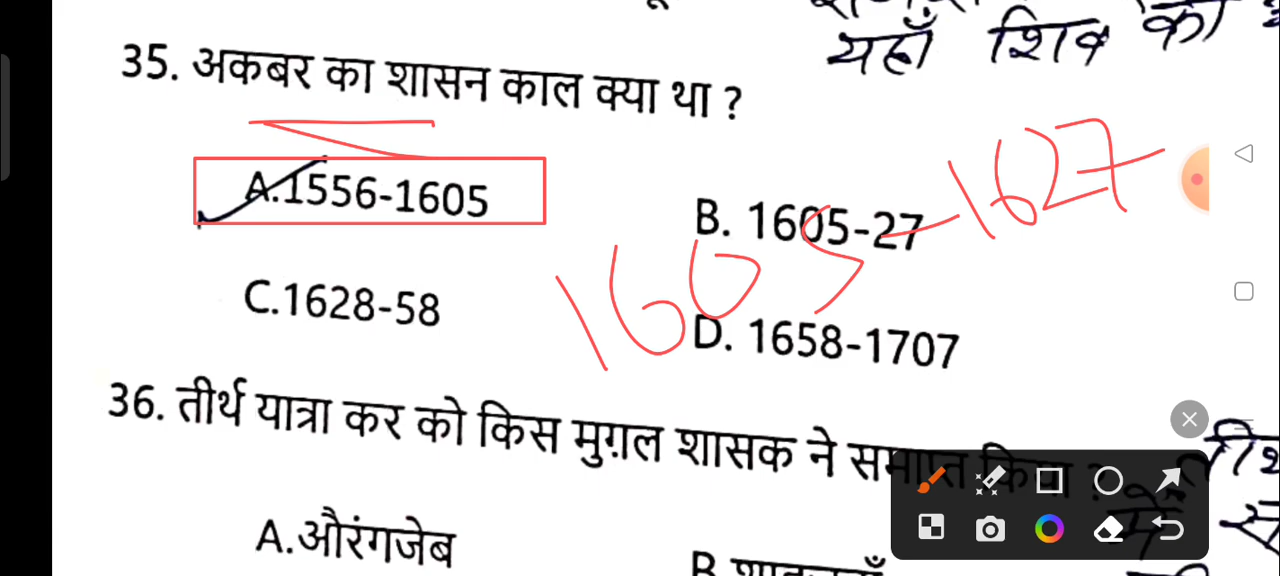 यहाँ शिव का
35. अकबर का शासन काल क्या था ?
A.1556-1605
B. 1605-27
1605-1627
C.1628-58
D. 1658-1707
36. तीर्थ यात्रा कर को किस मुग़ल शासक ने समाप्त किया ?
A.औरंगजेब